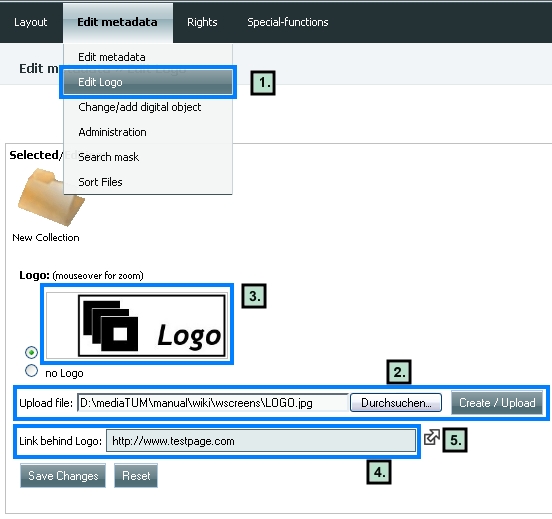 Layout Edit metadata Rights Special-functions
Edit m
Edit metadata
Edit Logo
1.
Change/add digital object
Administration
Search mask
Sort Files
Selected/
New Collection
Logo: (mouseover for zoom)
Logo
3.
no Logo
2.
Upload file: D:\mediaTUM\manual\wiki\wscreens\LOGO.jpg Durchsuchen... Create / Upload
Link behind Logo: http://www.testpage.com
5.
4.
Save Changes Reset